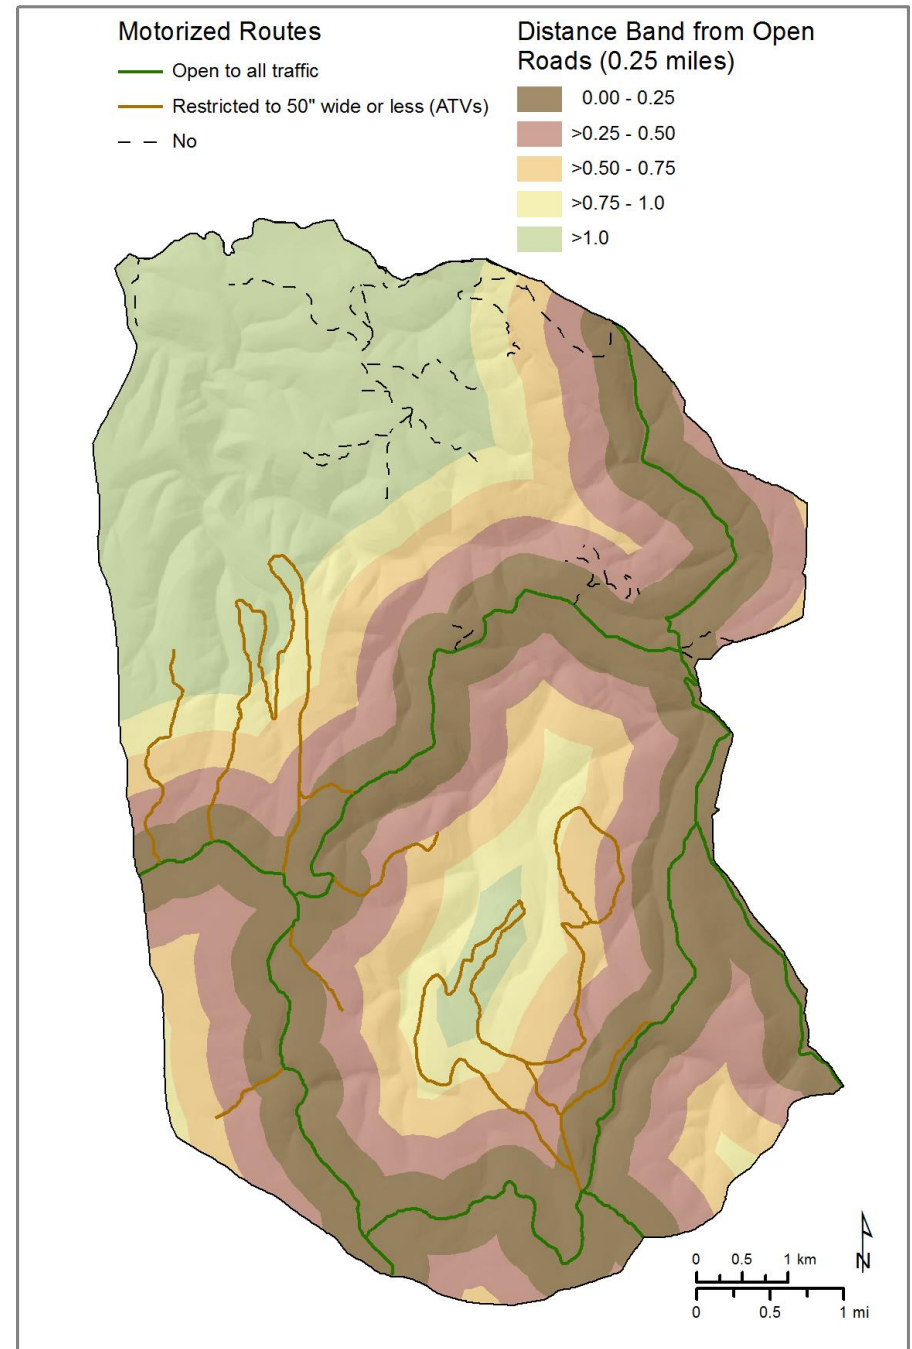 Motorized Routes
Open to all traffic
Restricted to 50" wide or less (ATVs)
No
Distance Band from Open
Roads (0.25 miles)
0.00 - 0.25
>0.25 - 0.50
>0.50 - 0.75
>0.75 - 1.0
>1.0
0 0.5 1 km
0 0.5 1 mi
N